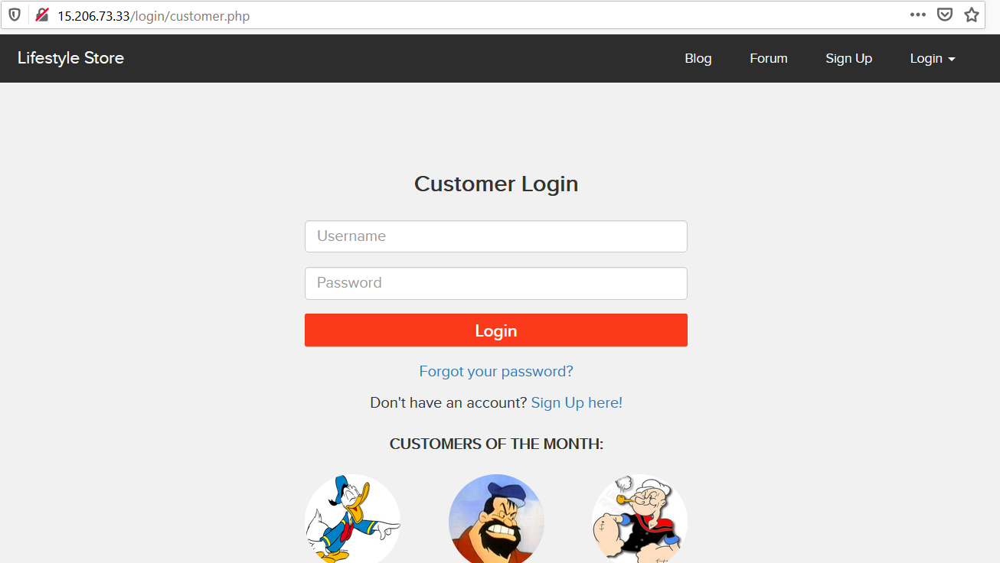 15.206.73.33/login/customer.php
Lifestyle Store
Blog
Forum
Sign Up
Login
Customer Login
Username
Password
Login
Forgot your password?
Don't have an account? Sign Up here!
CUSTOMERS OF THE MONTH: